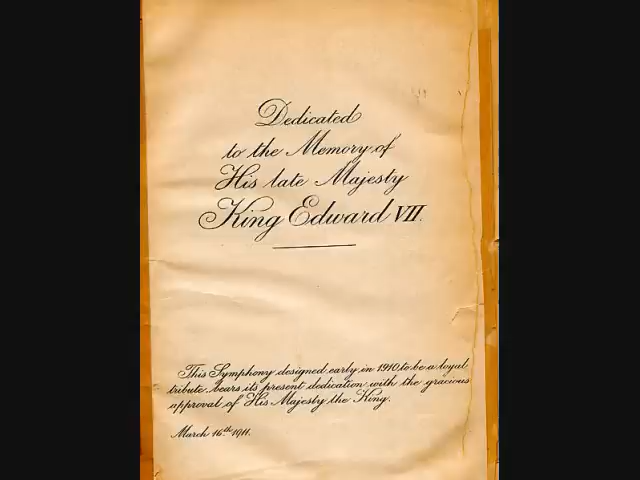 Dedicated
to the Memory of
His late Majesty
King Edward VII.
This Symphony designed early in 1910 to be a loyal
tribute bears its present dedication with the gracious
approval of His Majesty the King.
March 16th 1911.